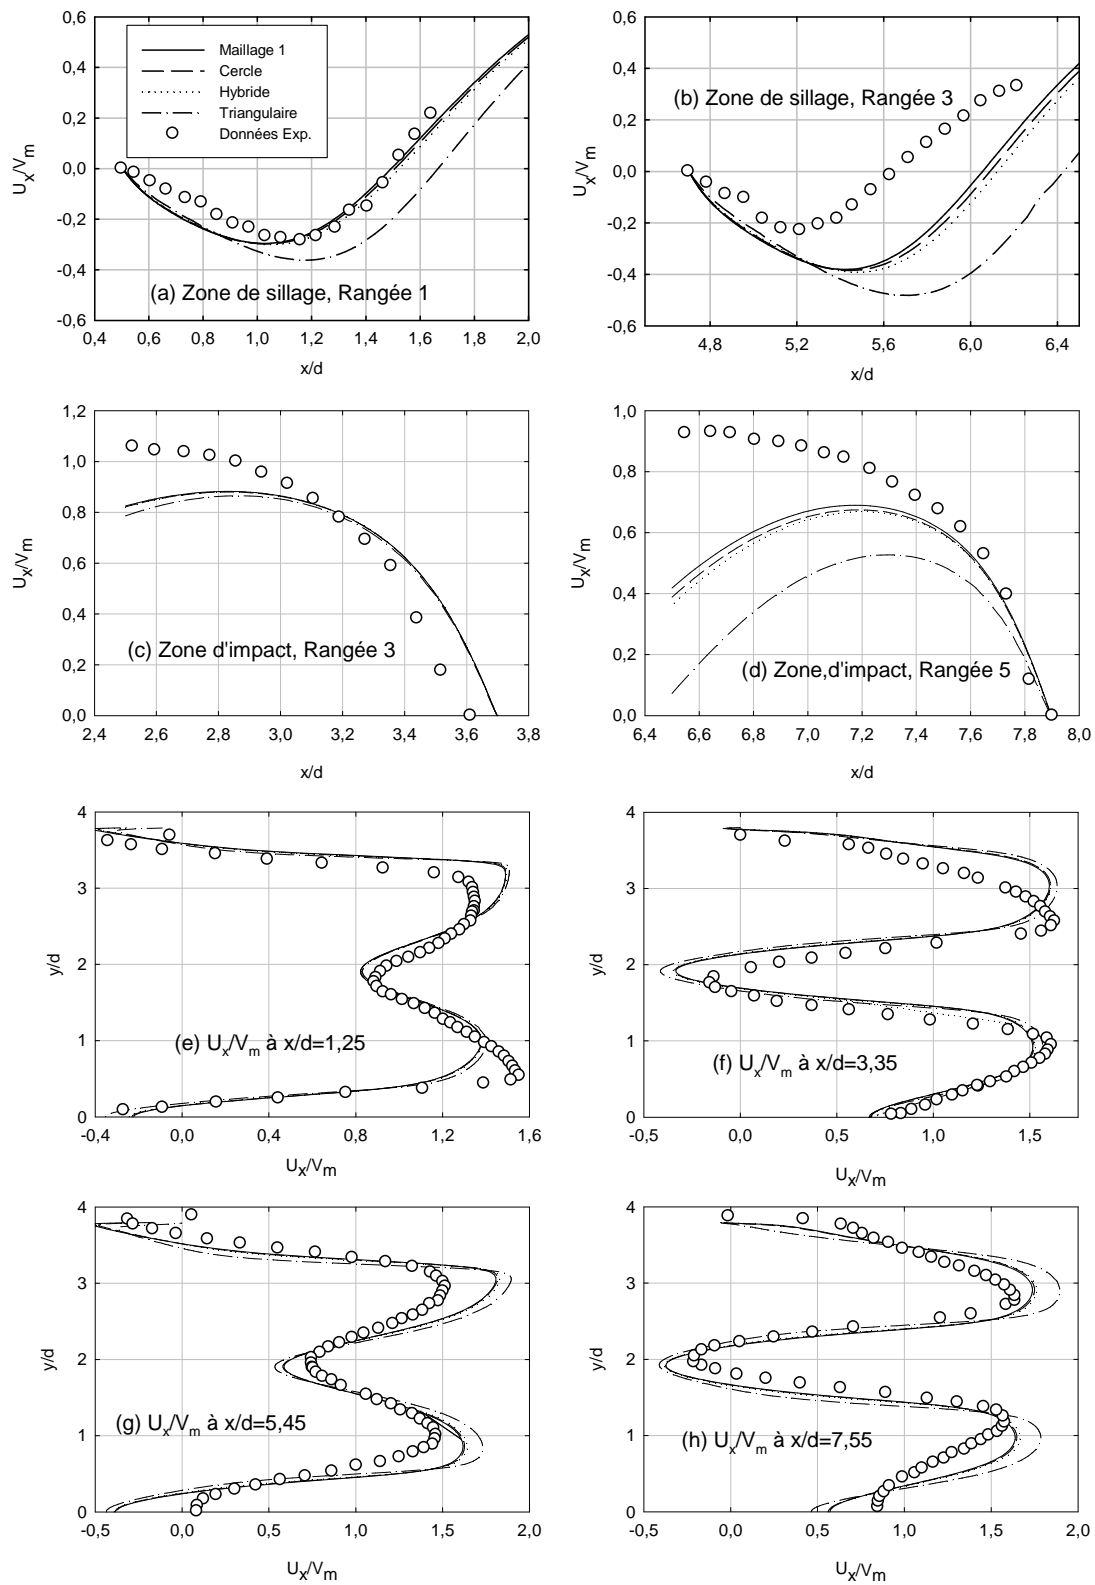 0,6
0,4
0,2
0,0
-0,2
-0,4
-0,6
U_x/V_m
Maillage 1
Cercle
Hybride
Triangulaire
Données Exp.
(a) Zone de sillage, Rangée 1
0,4 0,6 0,8 1,0 1,2 1,4 1,6 1,8 2,0
x/d
0,6
0,4
0,2
0,0
-0,2
-0,4
-0,6
U_x/V_m
(b) Zone de sillage, Rangée 3
4,8 5,2 5,6 6,0 6,4
x/d
1,2
1,0
0,8
0,6
0,4
0,2
0,0
U_x/V_m
(c) Zone d'impact, Rangée 3
2,4 2,6 2,8 3,0 3,2 3,4 3,6 3,8
x/d
1,0
0,8
0,6
0,4
0,2
0,0
U_x/V_m
(d) Zone,d'impact, Rangée 5
6,4 6,6 6,8 7,0 7,2 7,4 7,6 7,8 8,0
x/d
4
3
2
1
0
y/d
(e) U_x/V_m à x/d=1,25
-0,4 0,0 0,4 0,8 1,2 1,6
U_x/V_m
4
3
2
1
0
y/d
(f) U_x/V_m à x/d=3,35
-0,5 0,0 0,5 1,0 1,5
U_x/V_m
4
3
2
1
0
y/d
(g) U_x/V_m à x/d=5,45
-0,5 0,0 0,5 1,0 1,5 2,0
U_x/V_m
4
3
2
1
0
y/d
(h) U_x/V_m à x/d=7,55
-0,5 0,0 0,5 1,0 1,5 2,0
U_x/V_m